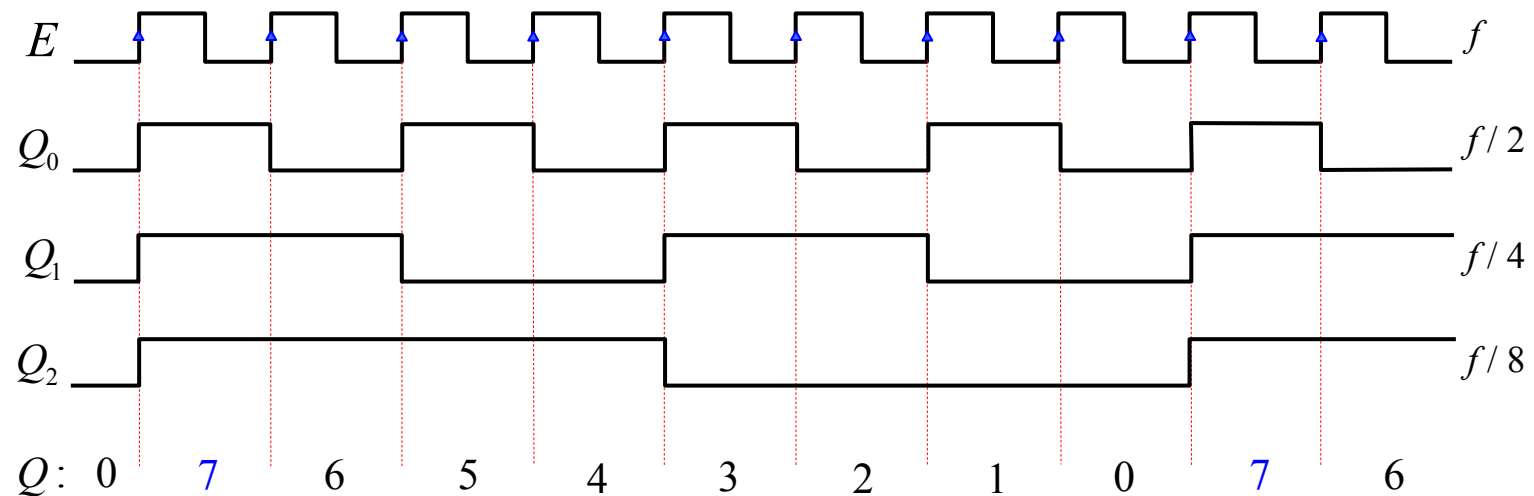 E f
Q₀ f / 2
Q₁ f / 4
Q₂ f / 8
Q : 0 7 6 5 4 3 2 1 0 7 6